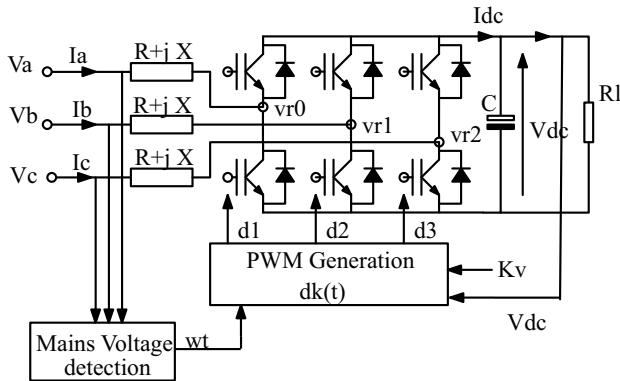 Idc
Va
Ia
R+j X
Vb
Ib
R+j X
vr0
vr1
C
Vdc
Rl
Vc
Ic
R+j X
vr2
d1
d2
d3
PWM Generation
dk(t)
Kv
Vdc
Mains Voltage
detection
wt